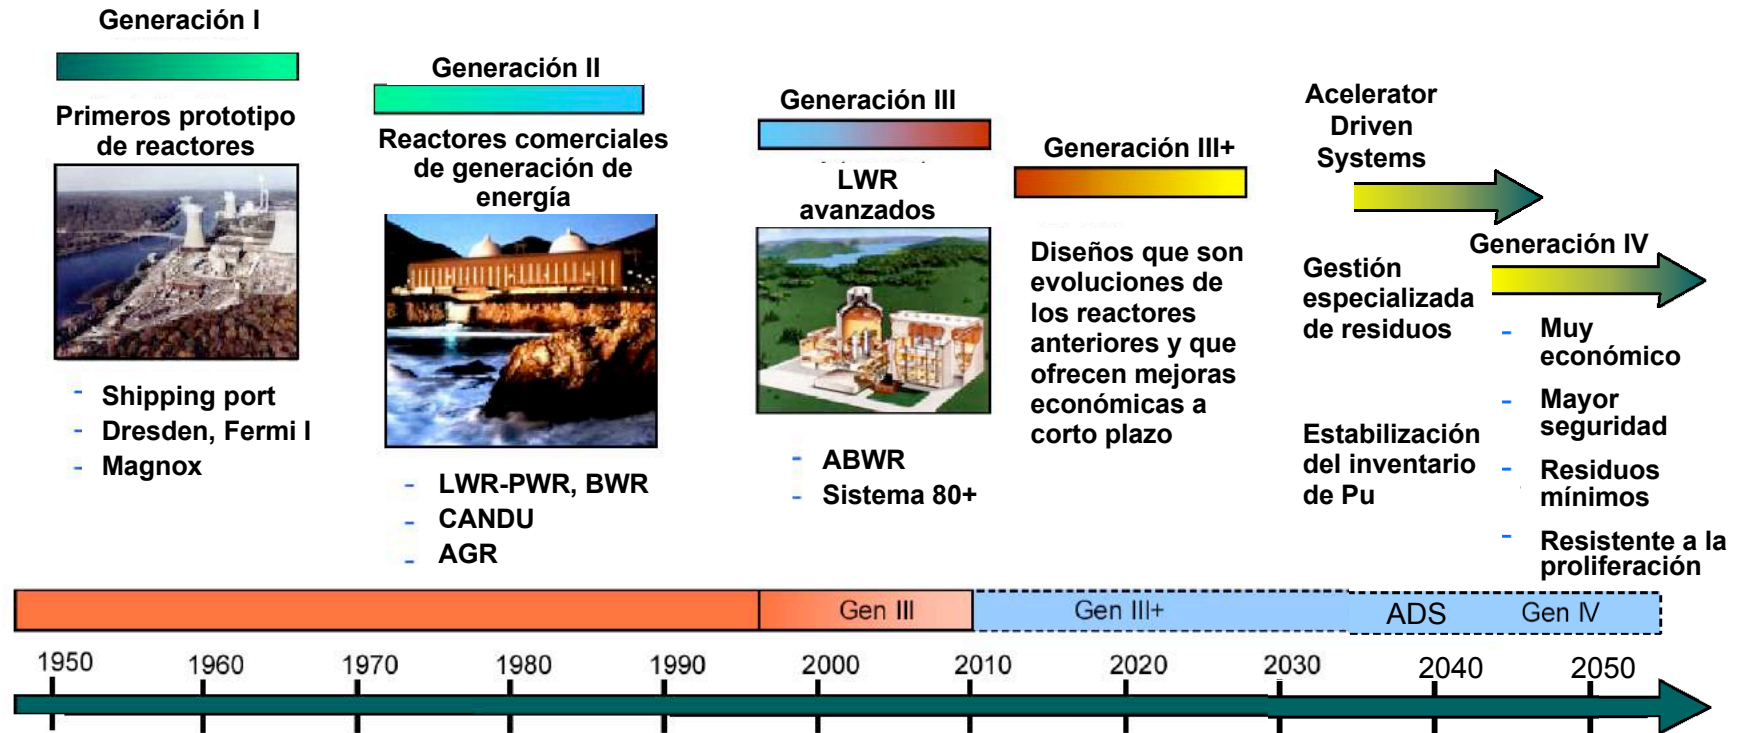 Generación I
Primeros prototipo
de reactores
- Shipping port
- Dresden, Fermi I
- Magnox
Generación II
Reactores comerciales
de generación de
energía
- LWR-PWR, BWR
- CANDU
- AGR
Generación III
LWR
avanzados
- ABWR
- Sistema 80+
Generación III+
Diseños que son
evoluciones de
los reactores
anteriores y que
ofrecen mejoras
económicas a
corto plazo
Acelerator
Driven
Systems
Gestión
especializada
de residuos
Estabilización
del inventario
de Pu
Generación IV
- Muy
económico
- Mayor
seguridad
- Residuos
mínimos
- Resistente a la
proliferación
Gen III
Gen III+
ADS
Gen IV
1950
1960
1970
1980
1990
2000
2010
2020
2030
2040
2050